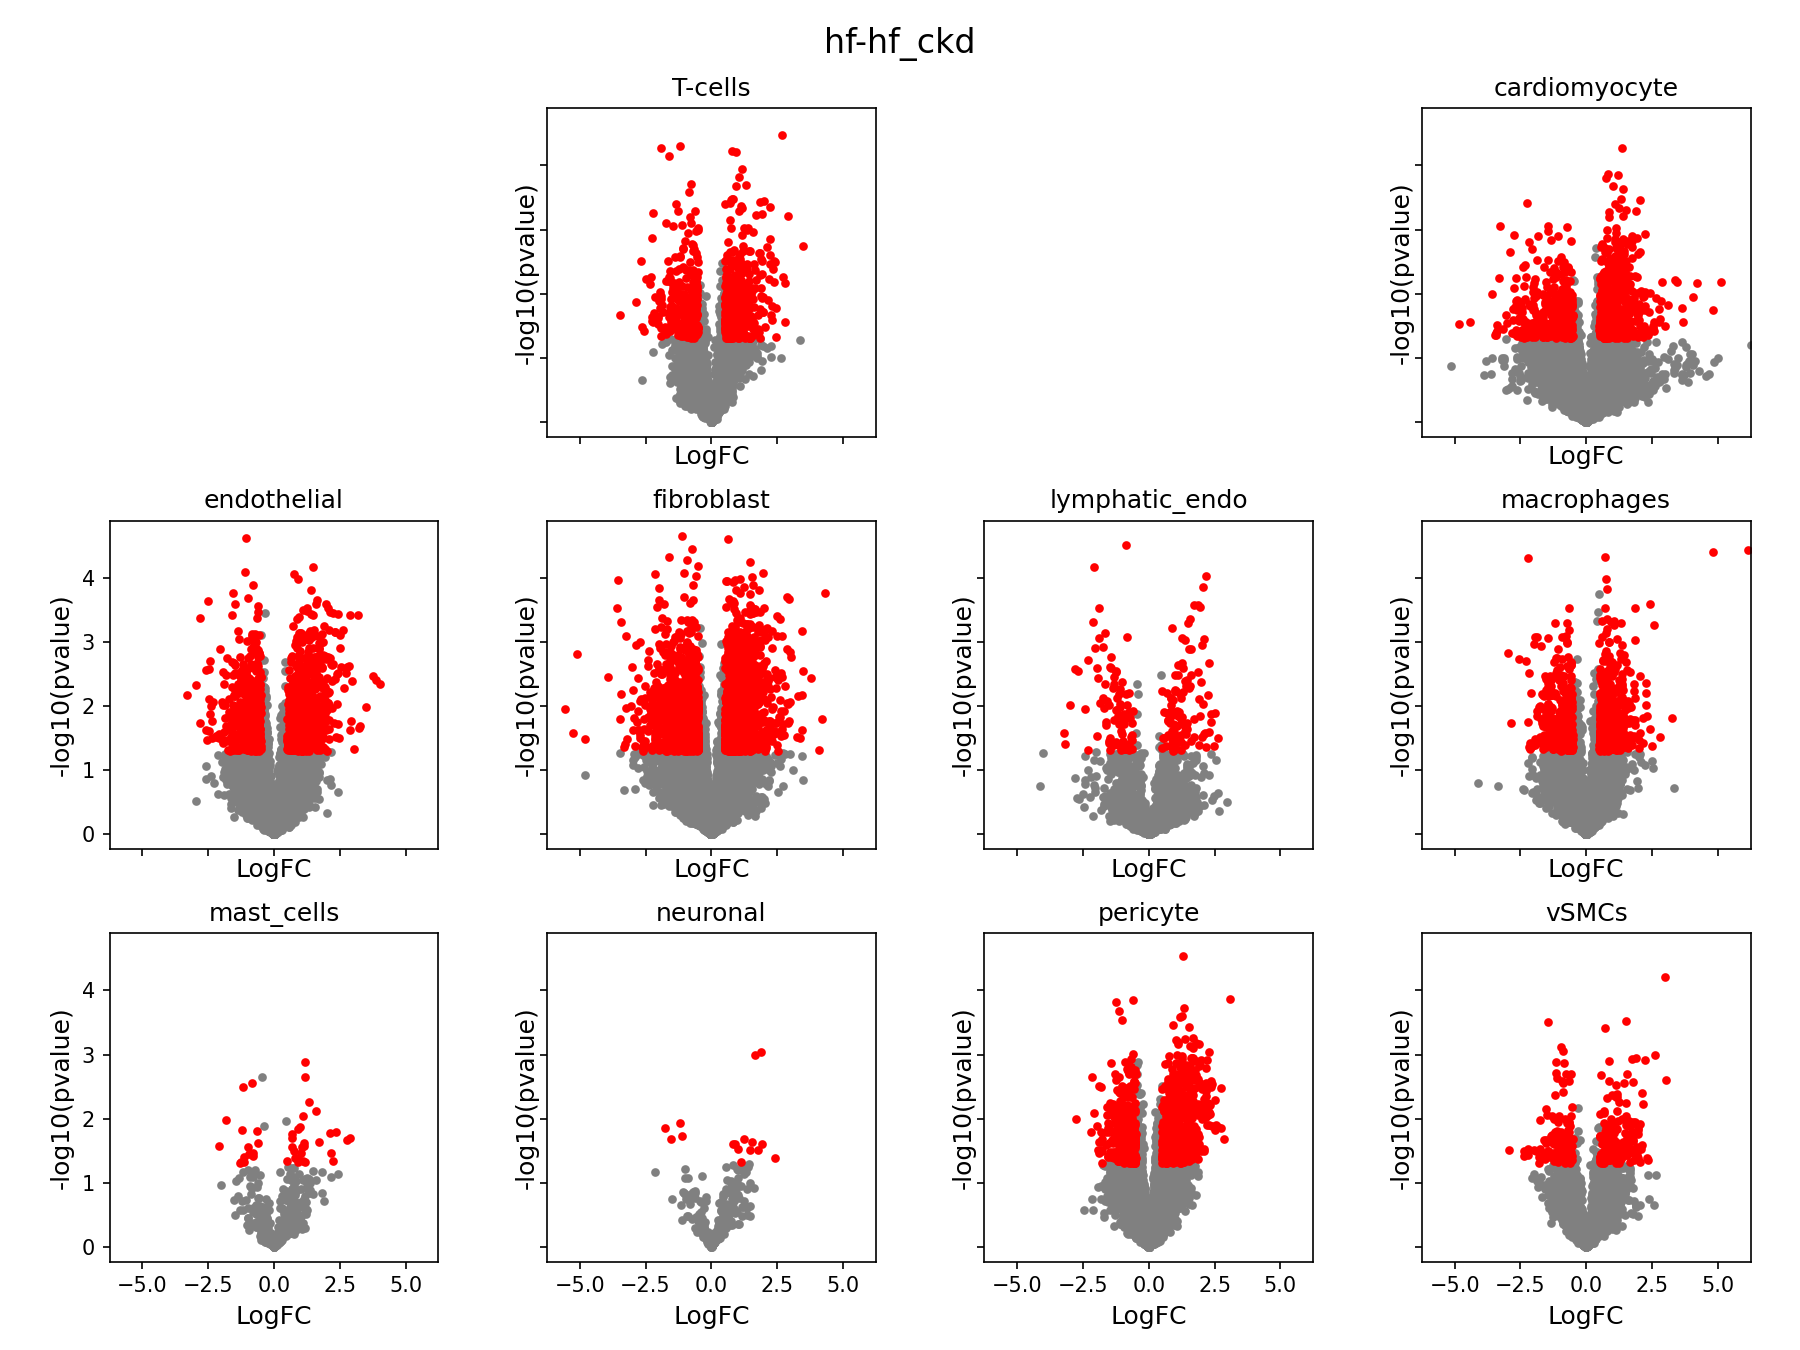 hf-hf_ckd
T-cells
cardiomyocyte
-log10(pvalue)
-log10(pvalue)
LogFC
LogFC
endothelial
fibroblast
lymphatic_endo
macrophages
4
3
2
1
0
-log10(pvalue)
-log10(pvalue)
-log10(pvalue)
-log10(pvalue)
LogFC
LogFC
LogFC
LogFC
mast_cells
neuronal
pericyte
vSMCs
4
3
2
1
0
-log10(pvalue)
-log10(pvalue)
-log10(pvalue)
-log10(pvalue)
−5.0 −2.5 0.0 2.5 5.0
−5.0 −2.5 0.0 2.5 5.0
−5.0 −2.5 0.0 2.5 5.0
−5.0 −2.5 0.0 2.5 5.0
LogFC
LogFC
LogFC
LogFC